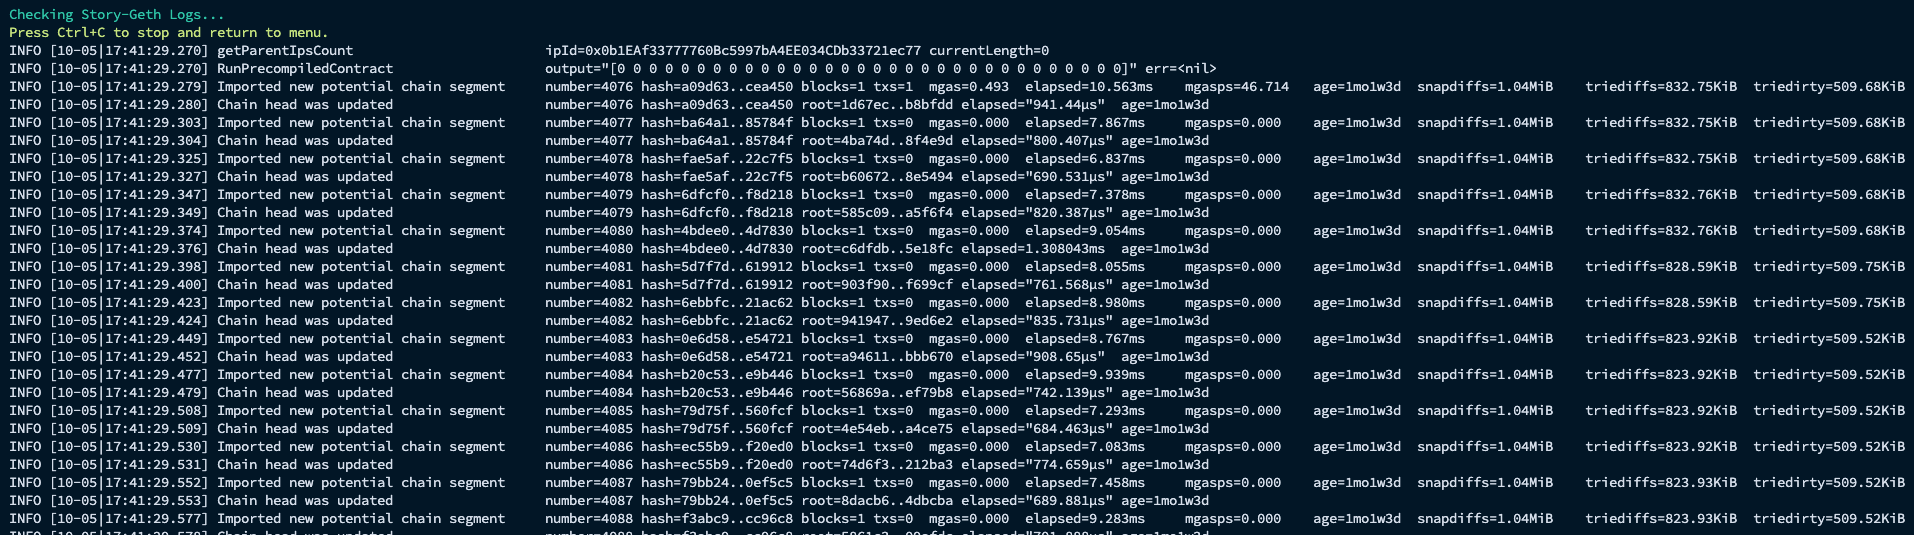 Checking Story-Geth Logs...
Press Ctrl+C to stop and return to menu.
INFO [10-05|17:41:29.270] getParentIpsCount ipId=0x0b1EAf33777760Bc5997bA4EE034CDb33721ec77 currentLength=0
INFO [10-05|17:41:29.270] RunPrecompiledContract output="[0 0 0 0 0 0 0 0 0 0 0 0 0 0 0 0 0 0 0 0 0 0 0 0 0 0 0 0 0 0 0 0]" err=<nil>
INFO [10-05|17:41:29.279] Imported new potential chain segment number=4076 hash=a09d63..cea450 blocks=1 txs=1 mgas=0.493 elapsed=10.563ms mgasps=46.714 age=1mo1w3d snapdiffs=1.04MiB triediffs=832.75KiB triedirty=509.68KiB
INFO [10-05|17:41:29.280] Chain head was updated number=4076 hash=a09d63..cea450 root=1d67ec..b8bfdd elapsed="941.44µs" age=1mo1w3d
INFO [10-05|17:41:29.303] Imported new potential chain segment number=4077 hash=ba64a1..85784f blocks=1 txs=0 mgas=0.000 elapsed=7.867ms mgasps=0.000 age=1mo1w3d snapdiffs=1.04MiB triediffs=832.75KiB triedirty=509.68KiB
INFO [10-05|17:41:29.304] Chain head was updated number=4077 hash=ba64a1..85784f root=4ba74d..8f4e9d elapsed="800.407µs" age=1mo1w3d
INFO [10-05|17:41:29.325] Imported new potential chain segment number=4078 hash=fae5af..22c7f5 blocks=1 txs=0 mgas=0.000 elapsed=6.837ms mgasps=0.000 age=1mo1w3d snapdiffs=1.04MiB triediffs=832.75KiB triedirty=509.68KiB
INFO [10-05|17:41:29.327] Chain head was updated number=4078 hash=fae5af..22c7f5 root=b60672..8e5494 elapsed="690.531µs" age=1mo1w3d
INFO [10-05|17:41:29.347] Imported new potential chain segment number=4079 hash=6dfcf0..f8d218 blocks=1 txs=0 mgas=0.000 elapsed=7.378ms mgasps=0.000 age=1mo1w3d snapdiffs=1.04MiB triediffs=832.76KiB triedirty=509.68KiB
INFO [10-05|17:41:29.349] Chain head was updated number=4079 hash=6dfcf0..f8d218 root=585c09..a5f6f4 elapsed="820.387µs" age=1mo1w3d
INFO [10-05|17:41:29.374] Imported new potential chain segment number=4080 hash=4bdee0..4d7830 blocks=1 txs=0 mgas=0.000 elapsed=9.054ms mgasps=0.000 age=1mo1w3d snapdiffs=1.04MiB triediffs=832.76KiB triedirty=509.68KiB
INFO [10-05|17:41:29.376] Chain head was updated number=4080 hash=4bdee0..4d7830 root=c6dfdb..5e18fc elapsed=1.308043ms age=1mo1w3d
INFO [10-05|17:41:29.398] Imported new potential chain segment number=4081 hash=5d7f7d..619912 blocks=1 txs=0 mgas=0.000 elapsed=8.055ms mgasps=0.000 age=1mo1w3d snapdiffs=1.04MiB triediffs=828.59KiB triedirty=509.75KiB
INFO [10-05|17:41:29.400] Chain head was updated number=4081 hash=5d7f7d..619912 root=903f90..f699cf elapsed="761.568µs" age=1mo1w3d
INFO [10-05|17:41:29.423] Imported new potential chain segment number=4082 hash=6ebbfc..21ac62 blocks=1 txs=0 mgas=0.000 elapsed=8.980ms mgasps=0.000 age=1mo1w3d snapdiffs=1.04MiB triediffs=828.59KiB triedirty=509.75KiB
INFO [10-05|17:41:29.424] Chain head was updated number=4082 hash=6ebbfc..21ac62 root=941947..9ed6e2 elapsed="835.731µs" age=1mo1w3d
INFO [10-05|17:41:29.449] Imported new potential chain segment number=4083 hash=0e6d58..e54721 blocks=1 txs=0 mgas=0.000 elapsed=8.767ms mgasps=0.000 age=1mo1w3d snapdiffs=1.04MiB triediffs=823.92KiB triedirty=509.52KiB
INFO [10-05|17:41:29.452] Chain head was updated number=4083 hash=0e6d58..e54721 root=a94611..bbb670 elapsed="908.65µs" age=1mo1w3d
INFO [10-05|17:41:29.477] Imported new potential chain segment number=4084 hash=b20c53..e9b446 blocks=1 txs=0 mgas=0.000 elapsed=9.939ms mgasps=0.000 age=1mo1w3d snapdiffs=1.04MiB triediffs=823.92KiB triedirty=509.52KiB
INFO [10-05|17:41:29.479] Chain head was updated number=4084 hash=b20c53..e9b446 root=56869a..ef79b8 elapsed="742.139µs" age=1mo1w3d
INFO [10-05|17:41:29.508] Imported new potential chain segment number=4085 hash=79d75f..560fcf blocks=1 txs=0 mgas=0.000 elapsed=7.293ms mgasps=0.000 age=1mo1w3d snapdiffs=1.04MiB triediffs=823.92KiB triedirty=509.52KiB
INFO [10-05|17:41:29.509] Chain head was updated number=4085 hash=79d75f..560fcf root=4e54eb..a4ce75 elapsed="684.463µs" age=1mo1w3d
INFO [10-05|17:41:29.530] Imported new potential chain segment number=4086 hash=ec55b9..f20ed0 blocks=1 txs=0 mgas=0.000 elapsed=7.083ms mgasps=0.000 age=1mo1w3d snapdiffs=1.04MiB triediffs=823.92KiB triedirty=509.52KiB
INFO [10-05|17:41:29.531] Chain head was updated number=4086 hash=ec55b9..f20ed0 root=74d6f3..212ba3 elapsed="774.659µs" age=1mo1w3d
INFO [10-05|17:41:29.552] Imported new potential chain segment number=4087 hash=79bb24..0ef5c5 blocks=1 txs=0 mgas=0.000 elapsed=7.458ms mgasps=0.000 age=1mo1w3d snapdiffs=1.04MiB triediffs=823.93KiB triedirty=509.52KiB
INFO [10-05|17:41:29.553] Chain head was updated number=4087 hash=79bb24..0ef5c5 root=8dacb6..4dbcba elapsed="689.881µs" age=1mo1w3d
INFO [10-05|17:41:29.577] Imported new potential chain segment number=4088 hash=f3abc9..cc96c8 blocks=1 txs=0 mgas=0.000 elapsed=9.283ms mgasps=0.000 age=1mo1w3d snapdiffs=1.04MiB triediffs=823.93KiB triedirty=509.52KiB